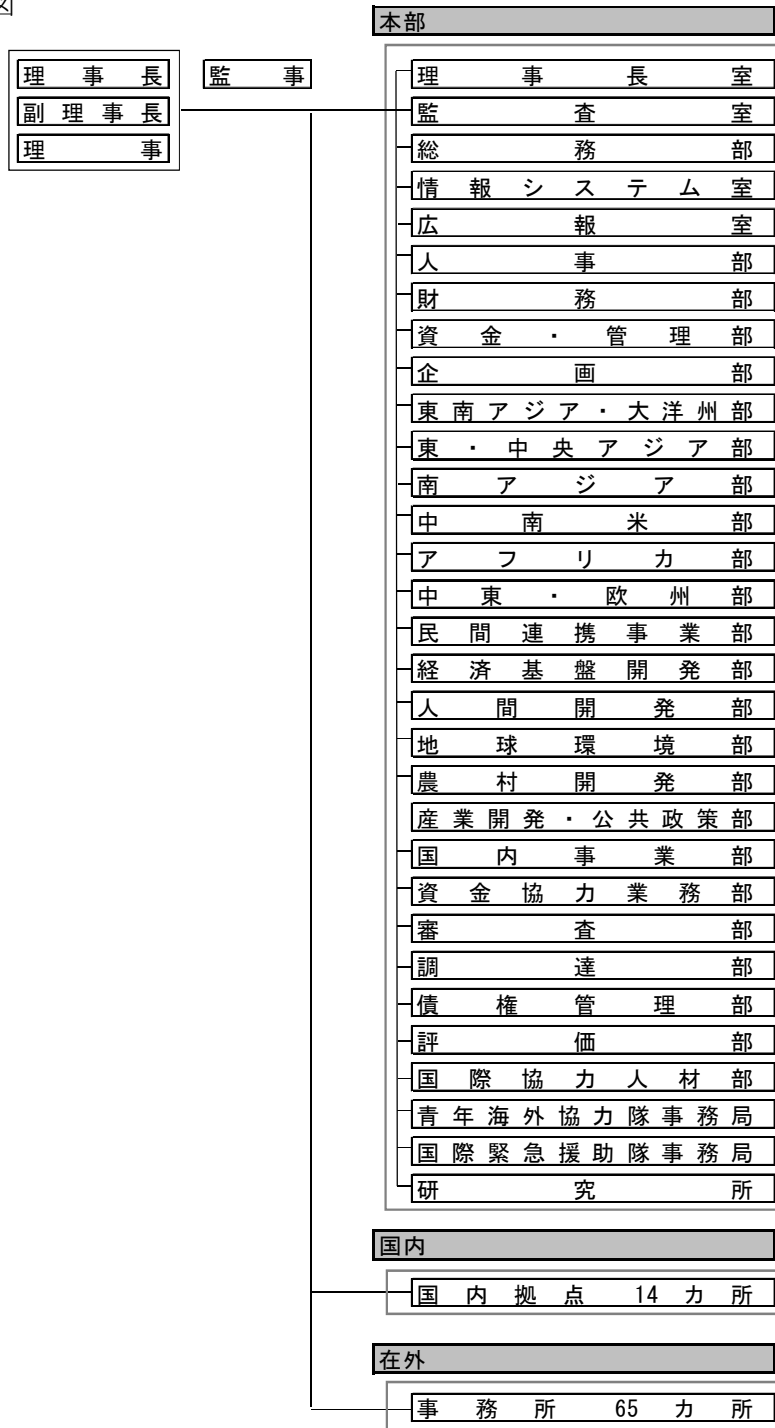 図
本部
理事長
監事
副理事長
理事
理事長室
監査室
総務部
情報システム室
広報室
人事部
財務部
資金・管理部
企画部
東南アジア・大洋州部
東・中央アジア部
南アジア部
中南米部
アフリカ部
中東・欧州部
民間連携事業部
経済基盤開発部
人間開発部
地球環境部
農村開発部
産業開発・公共政策部
国内事業部
資金協力業務部
審査部
調達部
債権管理部
評価部
国際協力人材部
青年海外協力隊事務局
国際緊急援助隊事務局
研究所
国内
国内拠点 14カ所
在外
事務所 65カ所